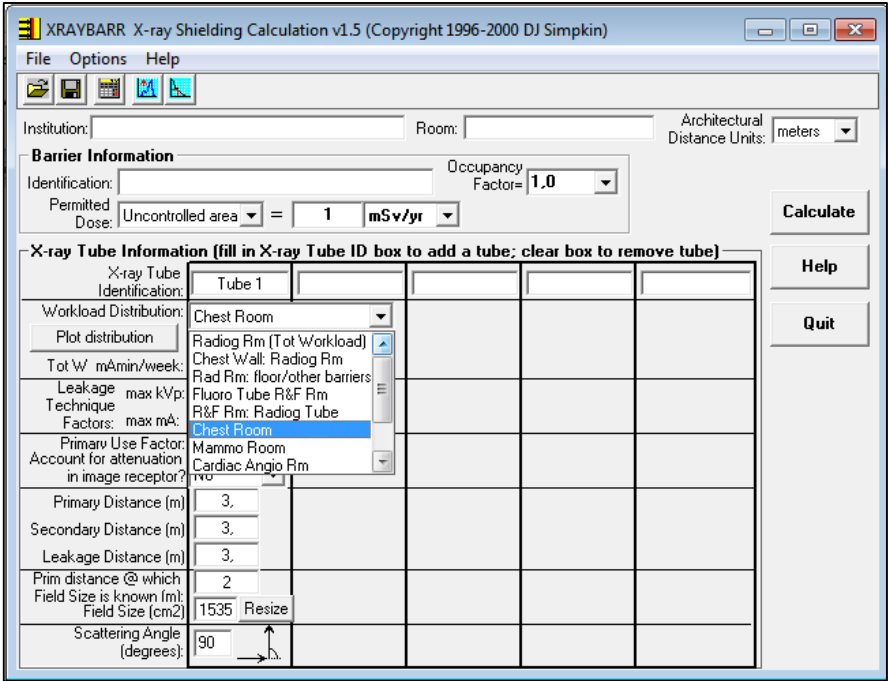 XRAYBARR X-ray Shielding Calculation v1.5 (Copyright 1996-2000 DJ Simpkin)
File Options Help
Institution: Room: Architectural Distance Units: meters
Barrier Information
Identification: Occupancy Factor= 1,0
Permitted Dose: Uncontrolled area = 1 mSv/yr
Calculate
X-ray Tube Information (fill in X-ray Tube ID box to add a tube; clear box to remove tube)
Help
X-ray Tube Identification: Tube 1
Workload Distribution: Chest Room
Quit
Plot distribution
Radiog Rm (Tot Workload)
Chest Wall: Radiog Rm
Tot W mAmin/week:
Rad Rm: floor/other barriers
Leakage Technique Factors: max kVp:
max mA:
Fluoro Tube R&F Rm
R&F Rm: Radiog Tube
Chest Room
Primary Use Factor:
Mammo Room
Account for attenuation in image receptor?
Cardiac Angio Rm
No
Primary Distance (m) 3,
Secondary Distance (m) 3,
Leakage Distance (m) 3,
Prim distance @ which Field Size is known (m): 2
Field Size (cm2) 1535 Resize
Scattering Angle (degrees): 90